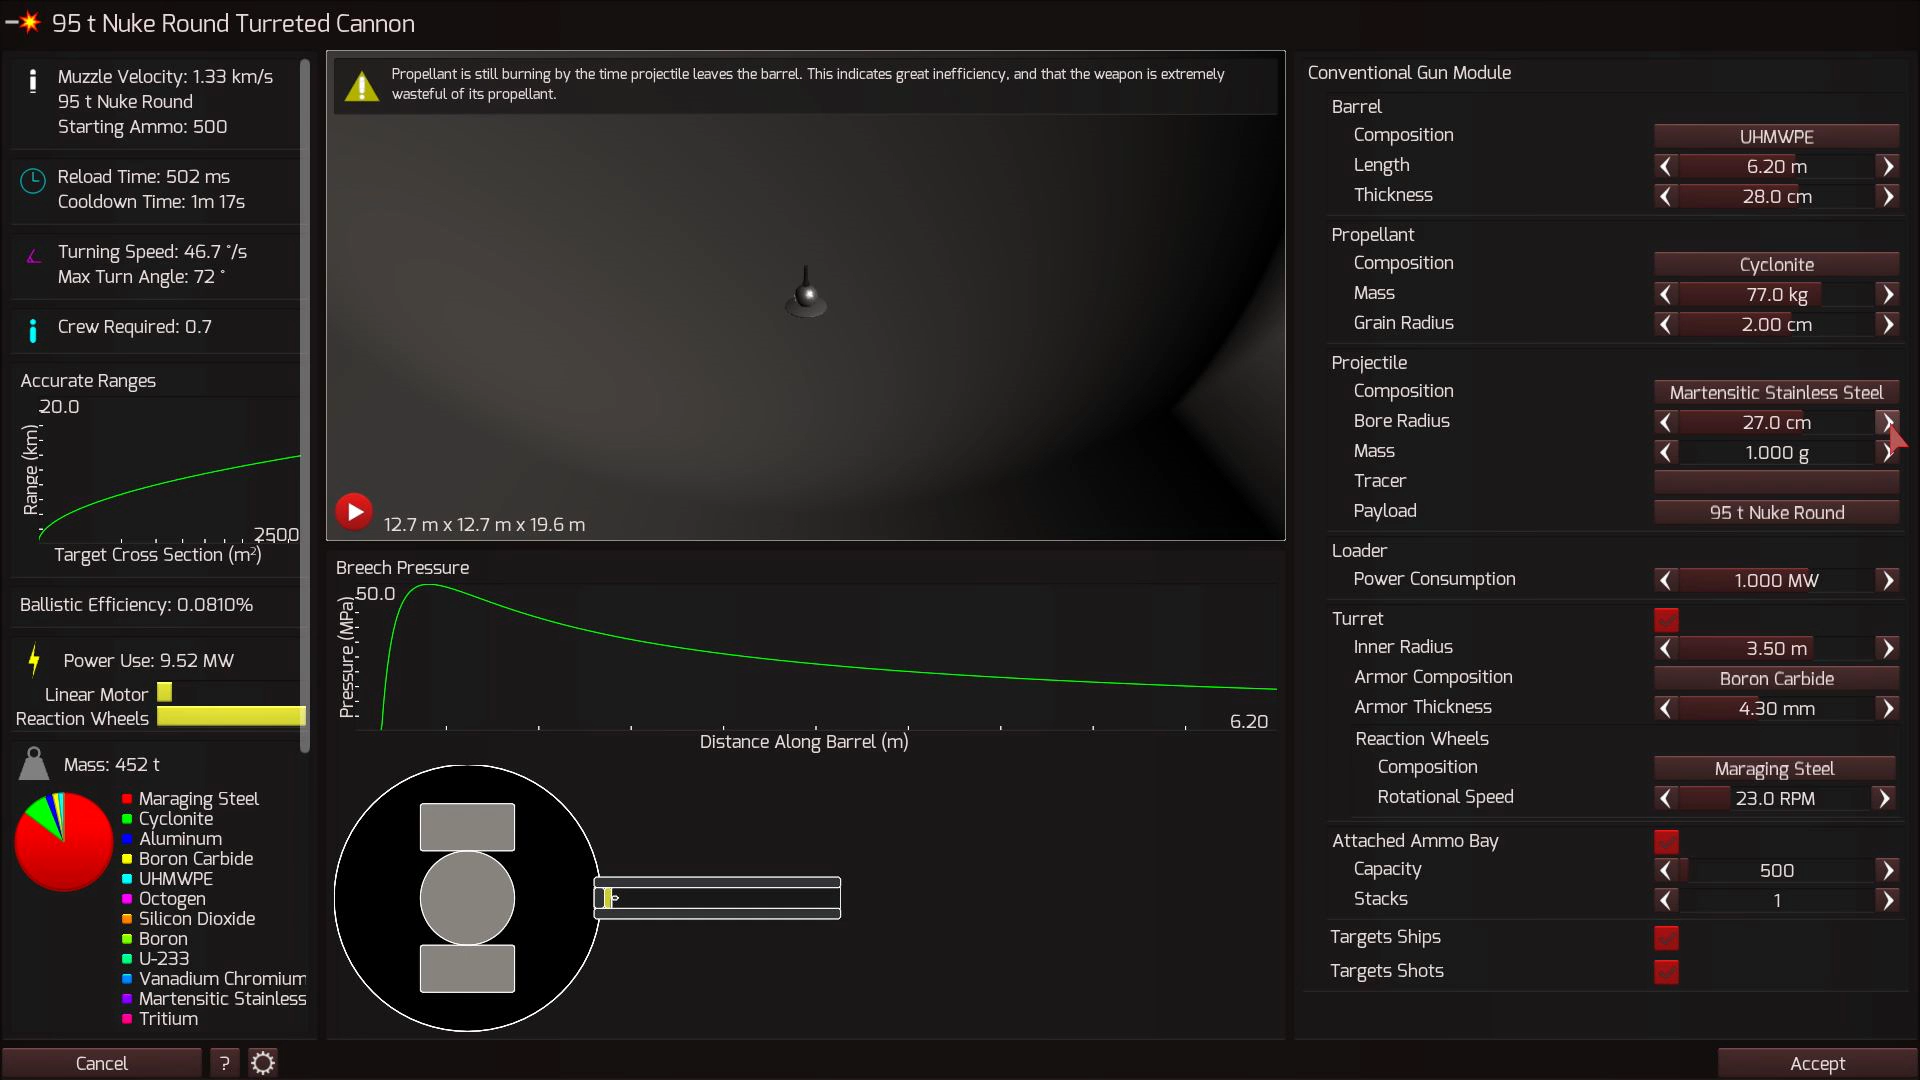 95 t Nuke Round Turreted Cannon
Muzzle Velocity: 1.33 km/s
95 t Nuke Round
Starting Ammo: 500
Reload Time: 502 ms
Cooldown Time: 1m 17s
Turning Speed: 46.7 °/s
Max Turn Angle: 72 °
Crew Required: 0.7
Accurate Ranges
20.0
Range (km)
250.0
Target Cross Section (m²)
Ballistic Efficiency: 0.0810%
Power Use: 9.52 MW
Linear Motor
Reaction Wheels
Mass: 452 t
Maraging Steel
Cyclonite
Aluminum
Boron Carbide
UHMWPE
Octogen
Silicon Dioxide
Boron
U-233
Vanadium Chromium
Martensitic Stainless
Tritium
Cancel
?
Propellant is still burning by the time projectile leaves the barrel. This indicates great inefficiency, and that the weapon is extremely
wasteful of its propellant.
12.7 m x 12.7 m x 19.6 m
Breech Pressure
50.0
Pressure (MPa)
6.20
Distance Along Barrel (m)
Conventional Gun Module
Barrel
Composition UHMWPE
Length 6.20 m
Thickness 28.0 cm
Propellant
Composition Cyclonite
Mass 77.0 kg
Grain Radius 2.00 cm
Projectile
Composition Martensitic Stainless Steel
Bore Radius 27.0 cm
Mass 1.000 g
Tracer
Payload 95 t Nuke Round
Loader
Power Consumption 1.000 MW
Turret
Inner Radius 3.50 m
Armor Composition Boron Carbide
Armor Thickness 4.30 mm
Reaction Wheels
Composition Maraging Steel
Rotational Speed 23.0 RPM
Attached Ammo Bay
Capacity 500
Stacks 1
Targets Ships
Targets Shots
Accept